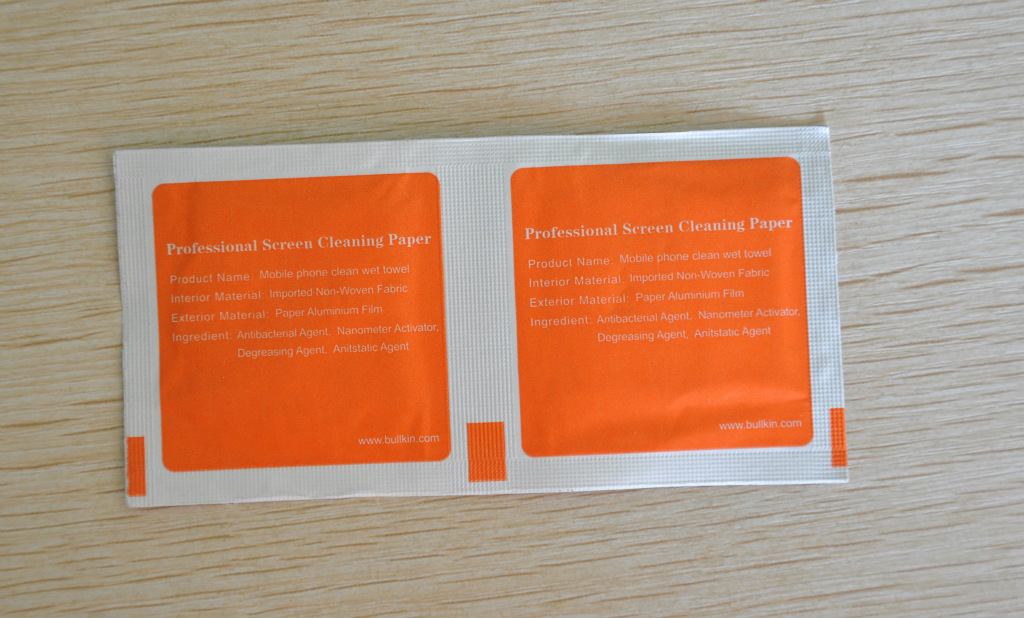 Professional Screen Cleaning Paper
Product Name: Mobile phone clean wet towel
Interior Material: Imported Non-Woven Fabric
Exterior Material: Paper Aluminium Film
Ingredient: Antibacterial Agent, Nanometer Activator,
Degreasing Agent, Anitstatic Agent
www.bullkin.com
Professional Screen Cleaning Paper
Product Name: Mobile phone clean wet towel
Interior Material: Imported Non-Woven Fabric
Exterior Material: Paper Aluminium Film
Ingredient: Antibacterial Agent, Nanometer Activator,
Degreasing Agent, Anitstatic Agent
www.bullkin.com